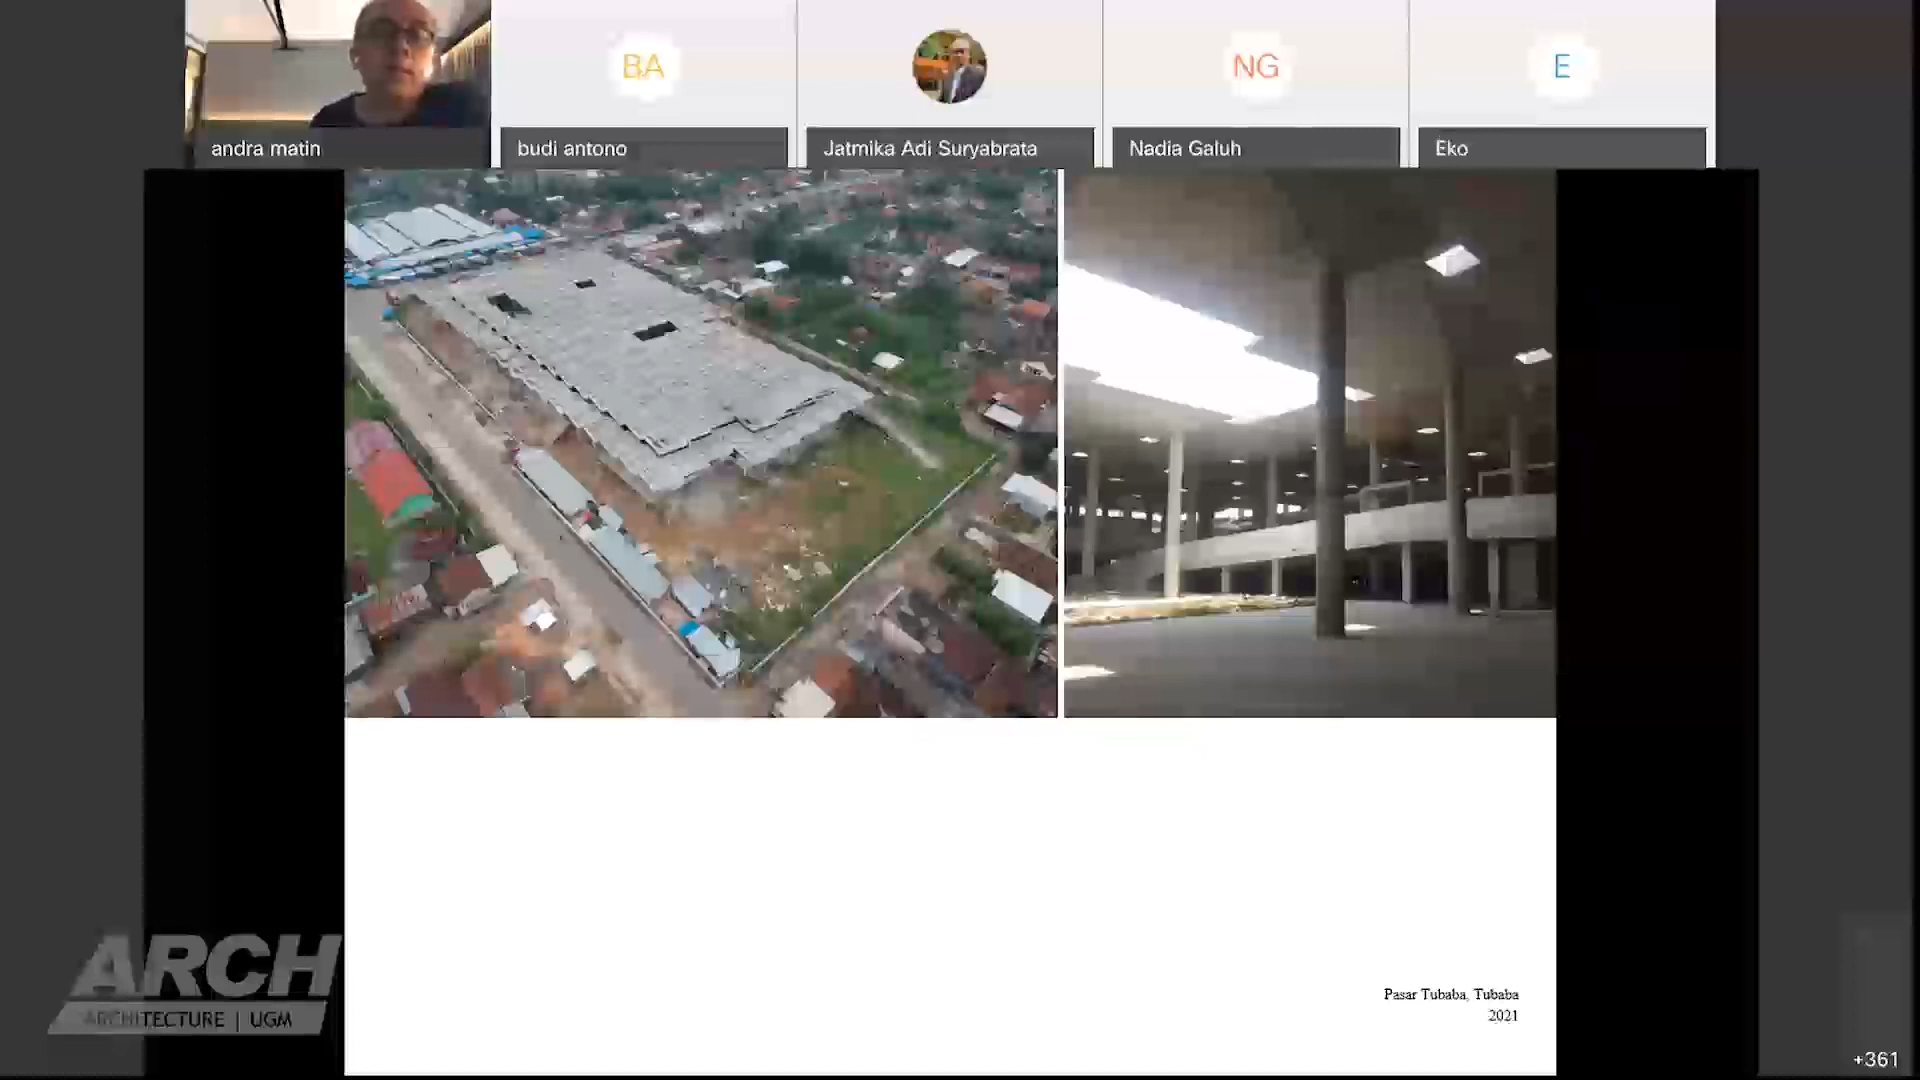 BA
NG
E
andra matin
budi antono
Jatmika Adi Suryabrata
Nadia Galuh
Eko
Pasar Tubaba, Tubaba
2021
ARCH
ARCHITECTURE | UGM
+361